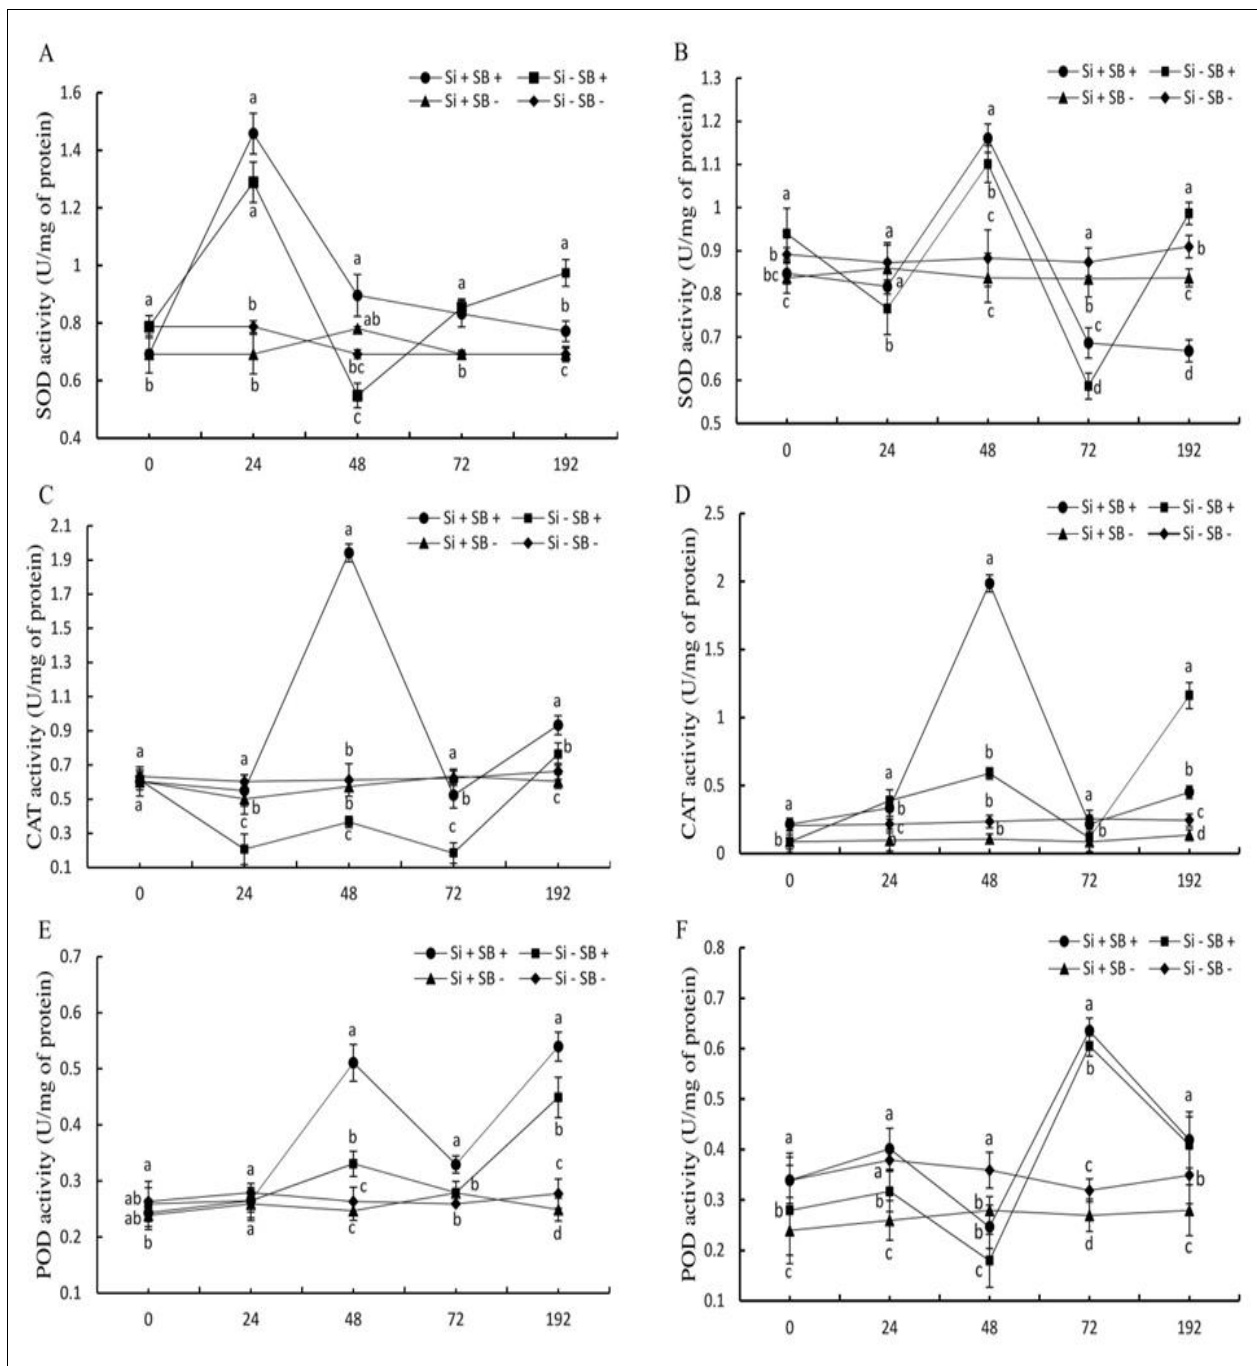 A
Si + SB + Si - SB +
Si + SB - Si - SB -
SOD activity (U/mg of protein)
1.6
1.4
1.2
1
0.8
0.6
0.4
a
a
a
a
b
a
a
b
ab
b
b
bc
c
b
c
0 24 48 72 192
B
Si + SB + Si - SB +
Si + SB - Si - SB -
SOD activity (U/mg of protein)
1.3
1.2
1.1
1
0.9
0.8
0.7
0.6
0.5
a
a
b
c
a
a
a
b
b
bc
a
c
c
b
c
b
c
d
d
0 24 48 72 192
C
Si + SB + Si - SB +
Si + SB - Si - SB -
CAT activity (U/mg of protein)
2.1
1.9
1.7
1.5
1.3
1.1
0.9
0.7
0.5
0.3
0.1
a
a
a
a
b
a
b
a
b
b
b
c
c
c
c
0 24 48 72 192
D
Si + SB + Si - SB +
Si + SB - Si - SB -
CAT activity (U/mg of protein)
2.5
2
1.5
1
0.5
0
a
a
b
a
b
a
b
b
a
c
b
c
b
b
d
0 24 48 72 192
E
Si + SB + Si - SB +
Si + SB - Si - SB -
POD activity (U/mg of protein)
0.7
0.6
0.5
0.4
0.3
0.2
0.1
a
a
b
a
b
a
a
c
ab
c
b
ab
b
a
c
b
d
0 24 48 72 192
F
Si + SB + Si - SB +
Si + SB - Si - SB -
POD activity (U/mg of protein)
0.8
0.7
0.6
0.5
0.4
0.3
0.2
0.1
a
b
a
a
a
a
a
c
b
b
b
b
c
c
c
d
c
0 24 48 72 192